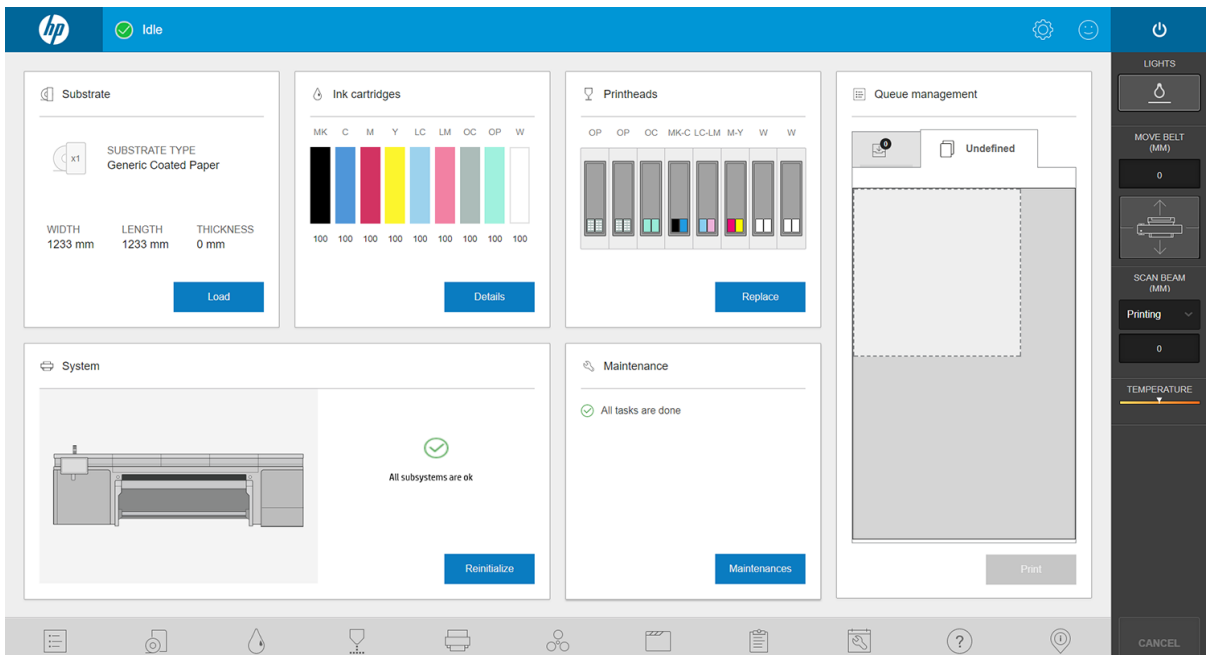 hp
Idle
Substrate
SUBSTRATE TYPE
x1
Generic Coated Paper
WIDTH LENGTH THICKNESS
1233 mm 1233 mm 0 mm
Load
Ink cartridges
MK C M Y LC LM OC OP W
100 100 100 100 100 100 100 100 100
Details
Printheads
OP OP OC MK-C LC-LM M-Y W W
Replace
Queue management
0
Undefined
Print
System
All subsystems are ok
Reinitialize
Maintenance
All tasks are done
Maintenances
LIGHTS
MOVE BELT
(MM)
0
SCAN BEAM
(MM)
Printing
0
TEMPERATURE
CANCEL
?